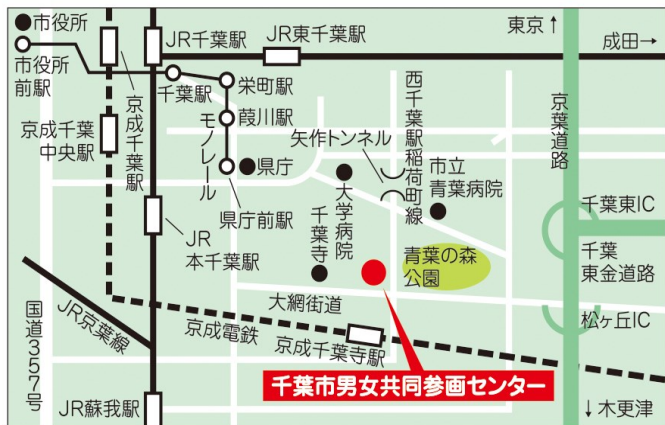 市役所
市役所
前駅
JR千葉駅
JR東千葉駅
東京↑
成田→
千葉駅
栄町駅
葭川駅
モノレール
県庁
県庁前駅
京成千葉
中央駅
京成千葉駅
JR
本千葉駅
矢作トンネル
西千葉駅稲荷町線
大学病院
千葉寺
市立
青葉病院
青葉の森
公園
京葉道路
千葉東IC
千葉
東金道路
松ヶ丘IC
大網街道
京成電鉄
京成千葉寺駅
国道357号
JR京葉線
JR蘇我駅
千葉市男女共同参画センター
↓木更津